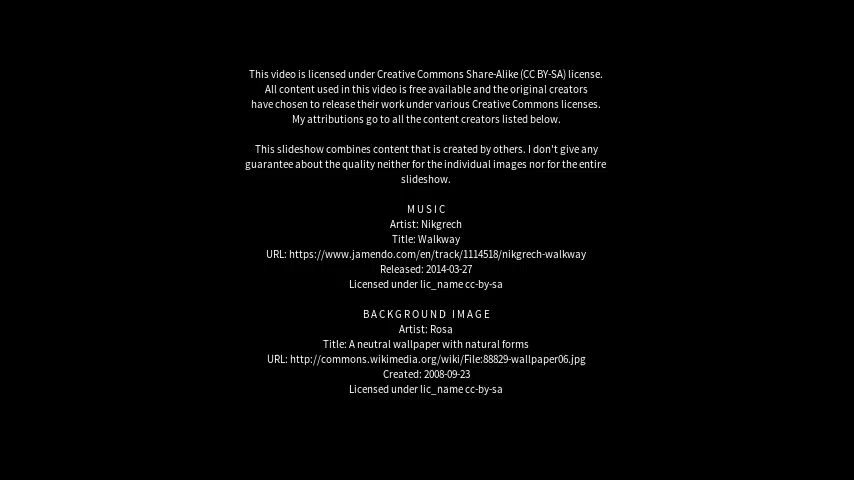 This video is licensed under Creative Commons Share-Alike (CC BY-SA) license.
All content used in this video is free available and the original creators
have chosen to release their work under various Creative Commons licenses.
My attributions go to all the content creators listed below.
This slideshow combines content that is created by others. I don't give any
guarantee about the quality neither for the individual images nor for the entire
slideshow.
MUSIC
Artist: Nikgrech
Title: Walkway
URL: https://www.jamendo.com/en/track/1114518/nikgrech-walkway
Released: 2014-03-27
Licensed under lic_name cc-by-sa
BACKGROUND IMAGE
Artist: Rosa
Title: A neutral wallpaper with natural forms
URL: http://commons.wikimedia.org/wiki/File:88829-wallpaper06.jpg
Created: 2008-09-23
Licensed under lic_name cc-by-sa